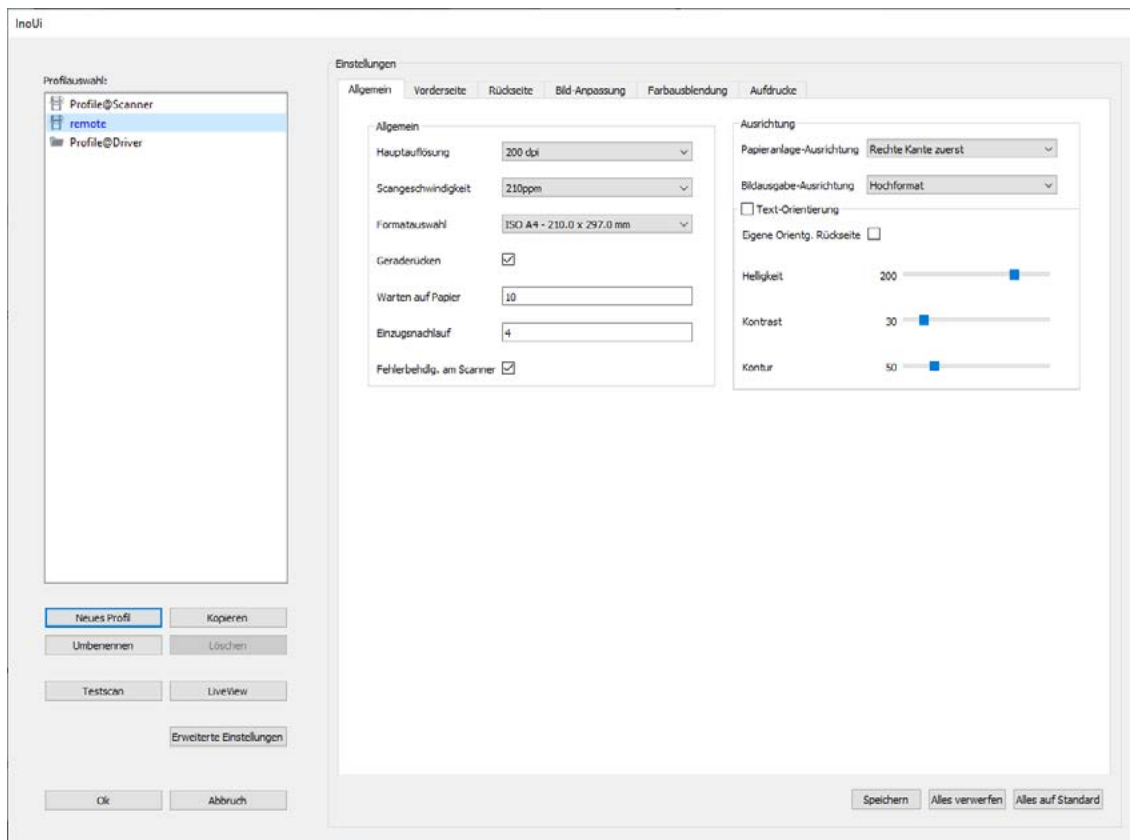 InoUi
Profilauswahl:
Profile@Scanner
remote
Profile@Driver
Neues Profil
Kopieren
Umbenennen
Löschen
Testscan
LiveView
Erweiterte Einstellungen
Ok
Abbruch
Einstellungen
Allgemein Vorderseite Rückseite Bild-Anpassung Farbausblendung Aufdrucke
Allgemein
Hauptauflösung 200 dpi
Scangeschwindigkeit 210ppm
Formatauswahl ISO A4 - 210.0 x 297.0 mm
Geraderücken
Warten auf Papier 10
Einzugsnachlauf 4
Fehlerbehdlg. am Scanner
Ausrichtung
Papieranlage-Ausrichtung Rechte Kante zuerst
Bildausgabe-Ausrichtung Hochformat
Text-Orientierung
Eigene Orientg. Rückseite
Helligkeit 200
Kontrast 30
Kontur 50
Speichern Alles verwerfen Alles auf Standard